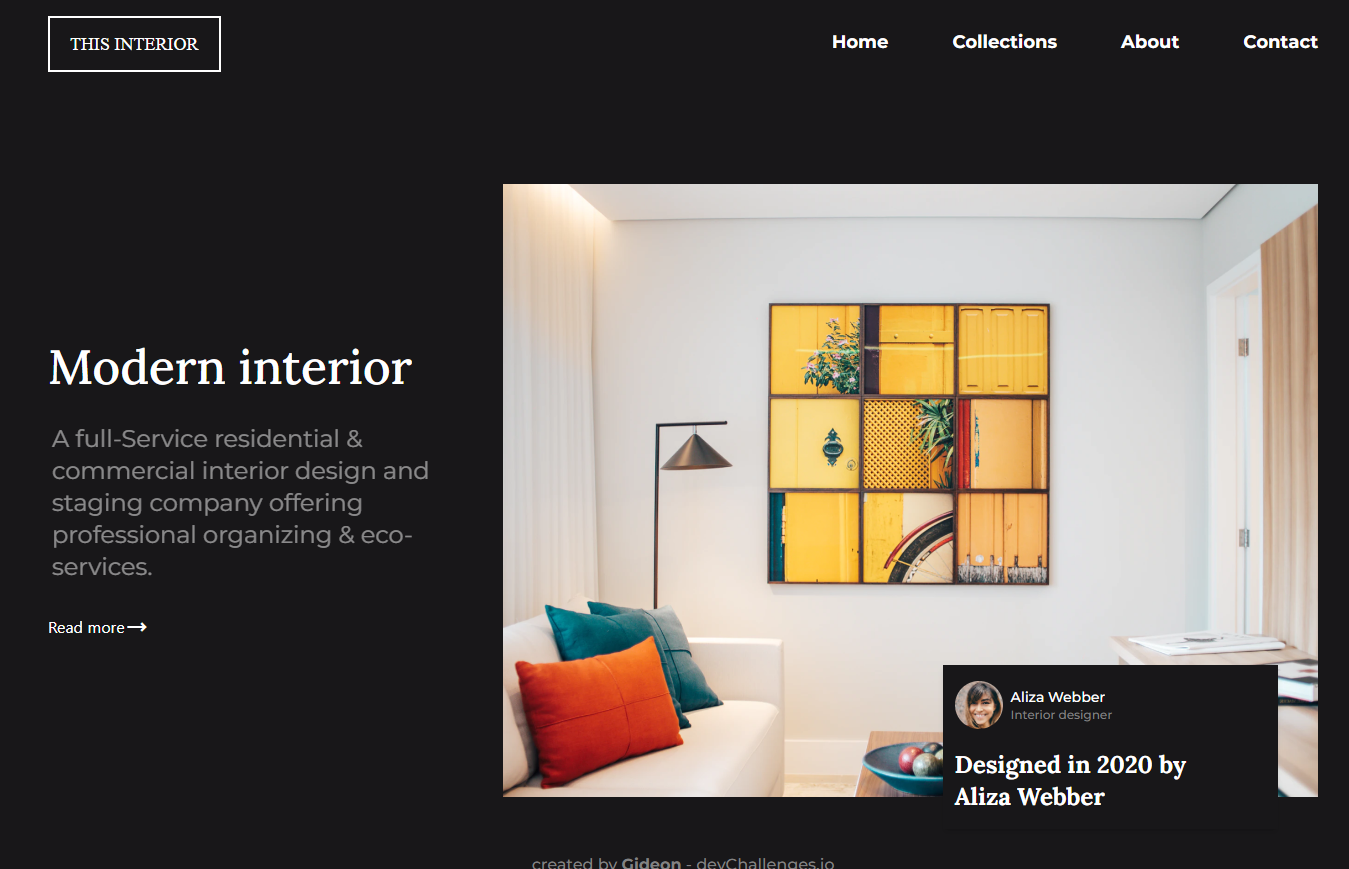 THIS INTERIOR
Home Collections About Contact
Modern interior
A full-Service residential &
commercial interior design and
staging company offering
professional organizing & eco-
services.
Read more⟶
Aliza Webber
Interior designer
Designed in 2020 by
Aliza Webber
created by Gideon - devChallenges.io